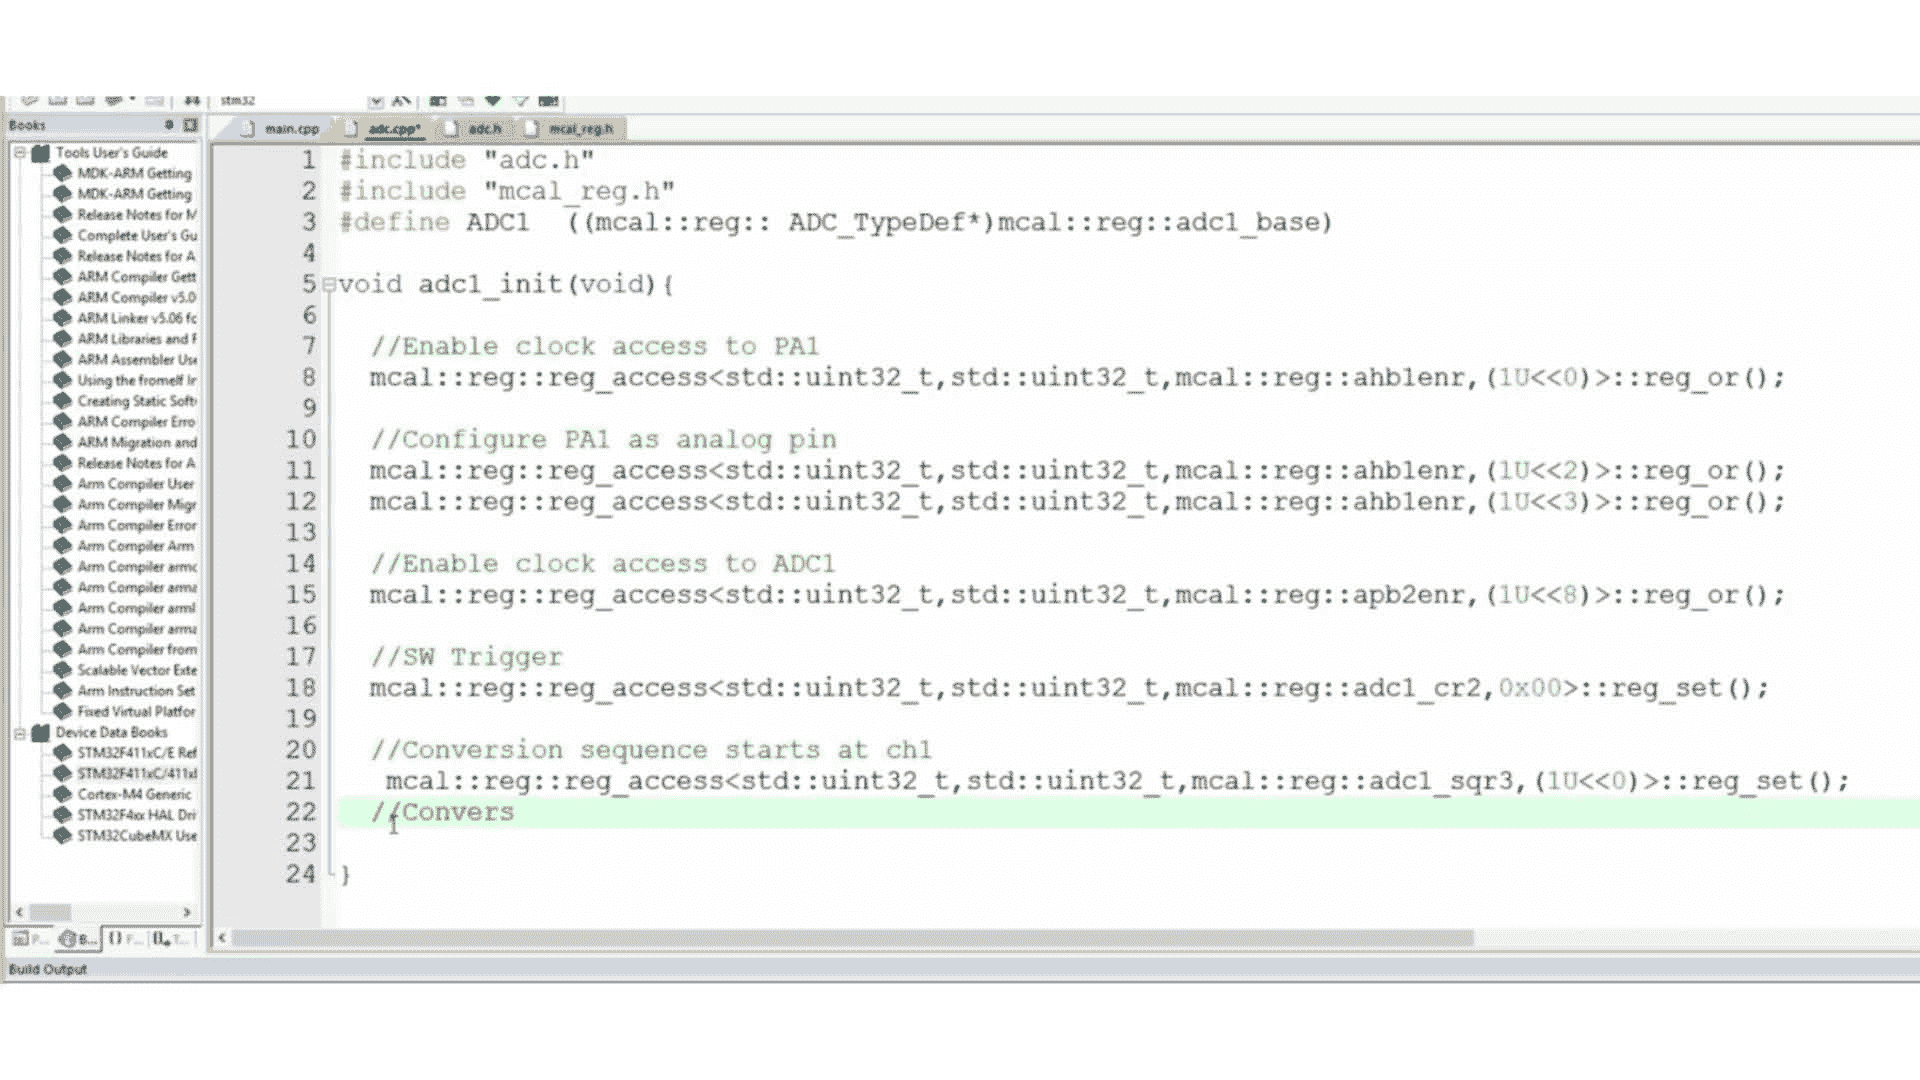 stm32
Books
main.cpp
adc.cpp*
adc.h
mcal_reg.h
Tools User's Guide
MDK-ARM Getting
MDK-ARM Getting
Release Notes for M
Complete User's Gu
Release Notes for A
ARM Compiler Gett
ARM Compiler v5.0
ARM Linker v5.06 fc
ARM Libraries and F
ARM Assembler Use
Using the fromelf Ir
Creating Static Soft
ARM Compiler Erro
ARM Migration and
Release Notes for A
Arm Compiler User
Arm Compiler Migr
Arm Compiler Error
Arm Compiler Arm
Arm Compiler armc
Arm Compiler arma
Arm Compiler arml
Arm Compiler arma
Arm Compiler from
Scalable Vector Exte
Arm Instruction Set
Fixed Virtual Platfor
Device Data Books
STM32F411xC/E Ref
STM32F411xC/411xE
Cortex-M4 Generic
STM32F4xx HAL Dri
STM32CubeMX Use
P...
B...
{} F...
T...
1 #include "adc.h"
2 #include "mcal_reg.h"
3 #define ADC1 ((mcal::reg:: ADC_TypeDef*)mcal::reg::adc1_base)
4
5 void adc1_init(void){
6
7 //Enable clock access to PA1
8 mcal::reg::reg_access<std::uint32_t,std::uint32_t,mcal::reg::ahb1enr,(1U<<0)>::reg_or();
9
10 //Configure PA1 as analog pin
11 mcal::reg::reg_access<std::uint32_t,std::uint32_t,mcal::reg::ahb1enr,(1U<<2)>::reg_or();
12 mcal::reg::reg_access<std::uint32_t,std::uint32_t,mcal::reg::ahb1enr,(1U<<3)>::reg_or();
13
14 //Enable clock access to ADC1
15 mcal::reg::reg_access<std::uint32_t,std::uint32_t,mcal::reg::apb2enr,(1U<<8)>::reg_or();
16
17 //SW Trigger
18 mcal::reg::reg_access<std::uint32_t,std::uint32_t,mcal::reg::adc1_cr2,0x00>::reg_set();
19
20 //Conversion sequence starts at ch1
21 mcal::reg::reg_access<std::uint32_t,std::uint32_t,mcal::reg::adc1_sqr3,(1U<<0)>::reg_set();
22 //Convers
23
24 }
Build Output